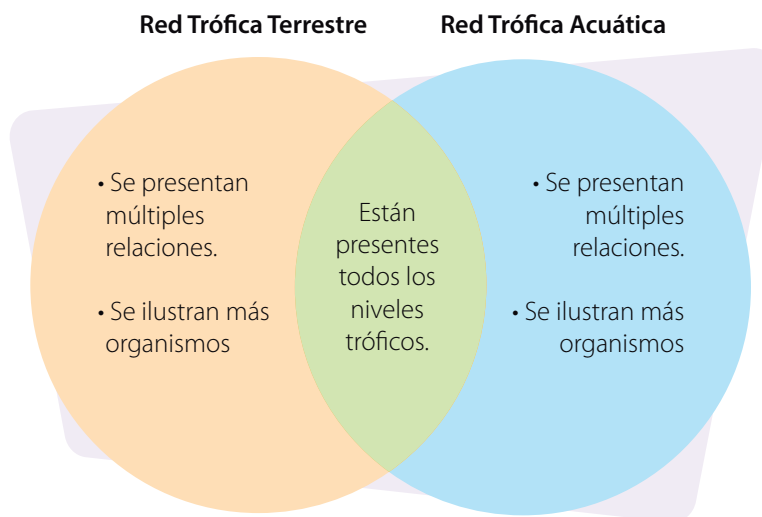 Red Trófica Terrestre
Red Trófica Acuática
• Se presentan
múltiples
relaciones.
• Se ilustran más
organismos
Están
presentes
todos los
niveles
tróficos.
• Se presentan
múltiples
relaciones.
• Se ilustran más
organismos